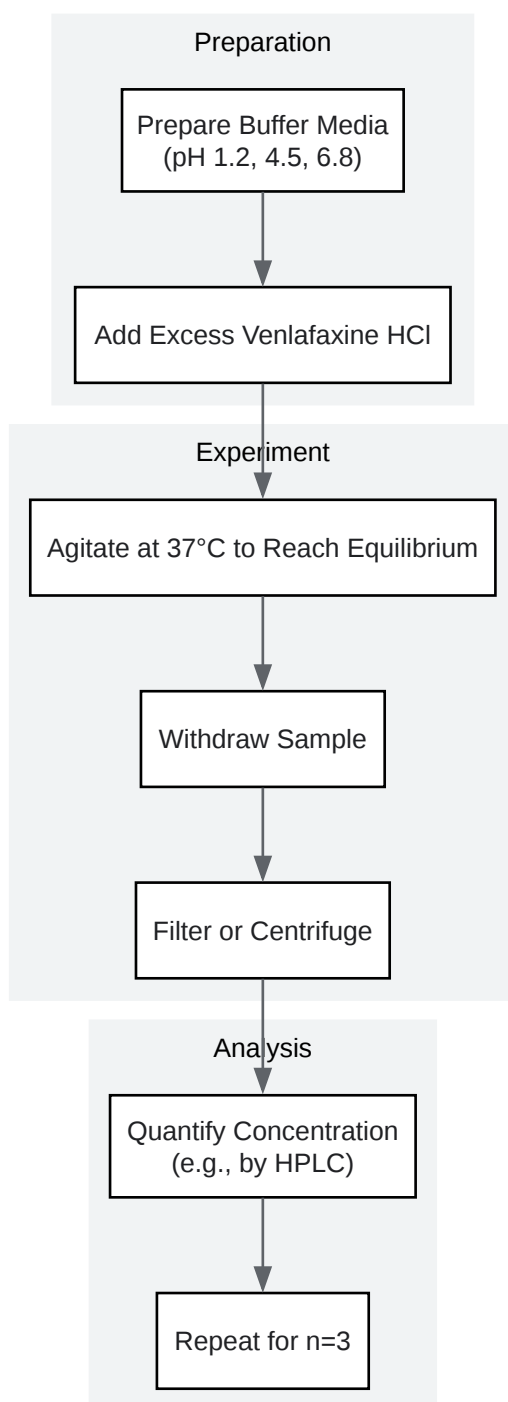 Preparation
Prepare Buffer Media
(pH 1.2, 4.5, 6.8)
Add Excess Venlafaxine HCl
Experiment
Agitate at 37°C to Reach Equilibrium
Withdraw Sample
Filter or Centrifuge
Analysis
Quantify Concentration
(e.g., by HPLC)
Repeat for n=3